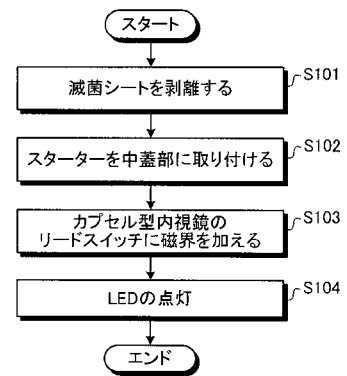 スタート
滅菌シートを剥離する
S101
スターターを中蓋部に取り付ける
S102
カプセル型内視鏡の
リードスイッチに磁界を加える
S103
LEDの点灯
S104
エンド